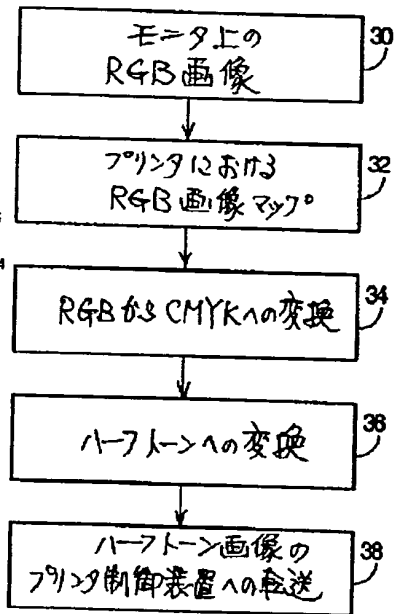 モニタ上の
RGB画像
30
プリンタにおける
RGB画像マップ
32
RGBからCMYKへの変換
34
ハーフトーンへの変換
36
ハーフトーン画像の
プリンタ制御装置への転送
38